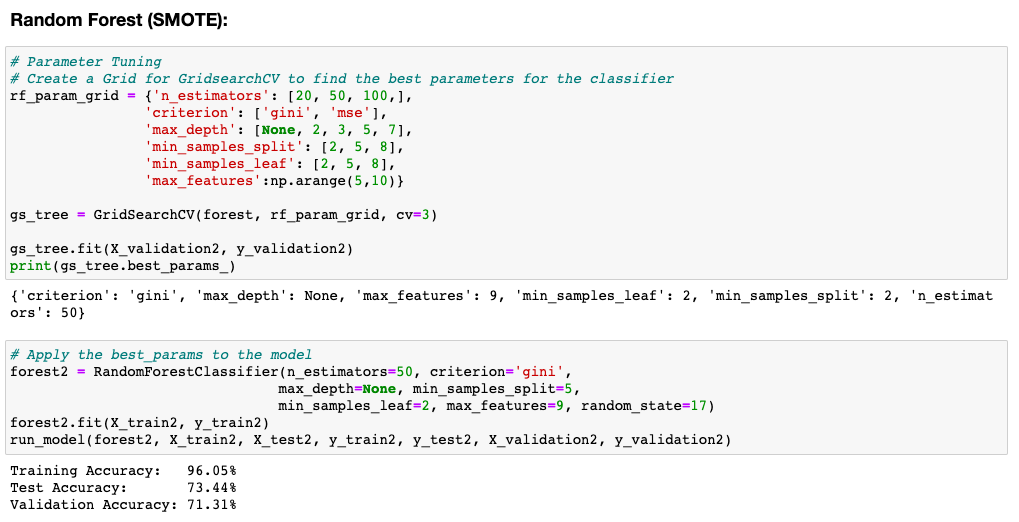 Random Forest (SMOTE):
# Parameter Tuning
# Create a Grid for GridsearchCV to find the best parameters for the classifier
rf_param_grid = {'n_estimators': [20, 50, 100,],
                 'criterion': ['gini', 'mse'],
                 'max_depth': [None, 2, 3, 5, 7],
                 'min_samples_split': [2, 5, 8],
                 'min_samples_leaf': [2, 5, 8],
                 'max_features':np.arange(5,10)}
gs_tree = GridSearchCV(forest, rf_param_grid, cv=3)
gs_tree.fit(X_validation2, y_validation2)
print(gs_tree.best_params_)
{'criterion': 'gini', 'max_depth': None, 'max_features': 9, 'min_samples_leaf': 2, 'min_samples_split': 2, 'n_estimat
ors': 50}
# Apply the best_params to the model
forest2 = RandomForestClassifier(n_estimators=50, criterion='gini',
                                 max_depth=None, min_samples_split=5,
                                 min_samples_leaf=2, max_features=9, random_state=17)
forest2.fit(X_train2, y_train2)
run_model(forest2, X_train2, X_test2, y_train2, y_test2, X_validation2, y_validation2)
Training Accuracy:   96.05%
Test Accuracy:       73.44%
Validation Accuracy: 71.31%